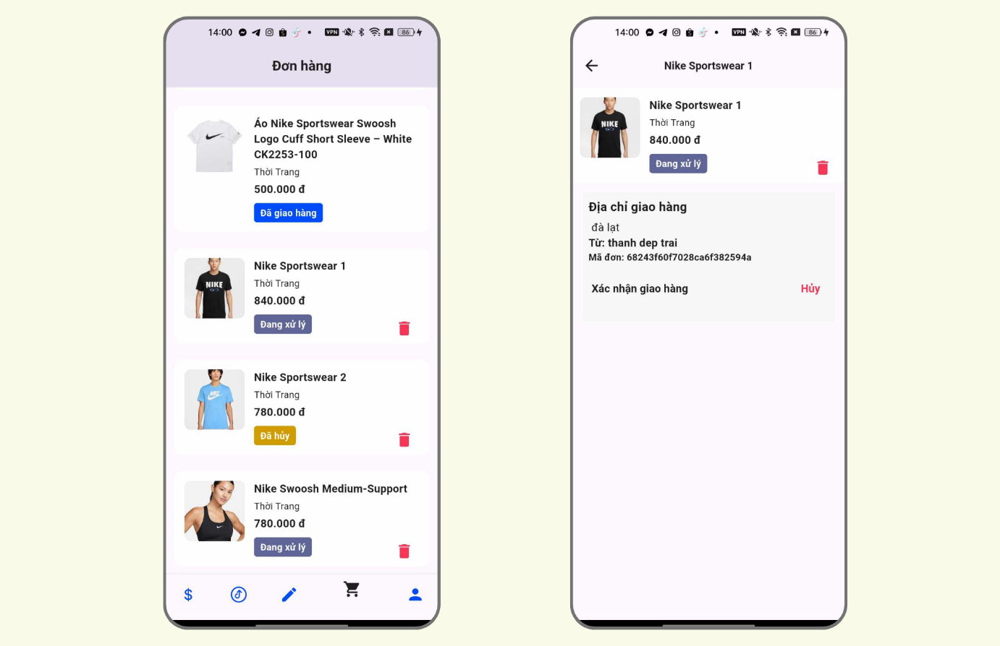 14:00
VPN
86
Đơn hàng
Áo Nike Sportswear Swoosh
Logo Cuff Short Sleeve – White
CK2253-100
Thời Trang
500.000 đ
Đã giao hàng
NIKE
Nike Sportswear 1
Thời Trang
840.000 đ
Đang xử lý
NIKE
Nike Sportswear 2
Thời Trang
780.000 đ
Đã hủy
Nike Swoosh Medium-Support
Thời Trang
780.000 đ
Đang xử lý
$
14:00
VPN
86
Nike Sportswear 1
NIKE
Nike Sportswear 1
Thời Trang
840.000 đ
Đang xử lý
Địa chỉ giao hàng
đà lạt
Từ: thanh dep trai
Mã đơn: 68243f60f7028ca6f382594a
Xác nhận giao hàng
Hủy